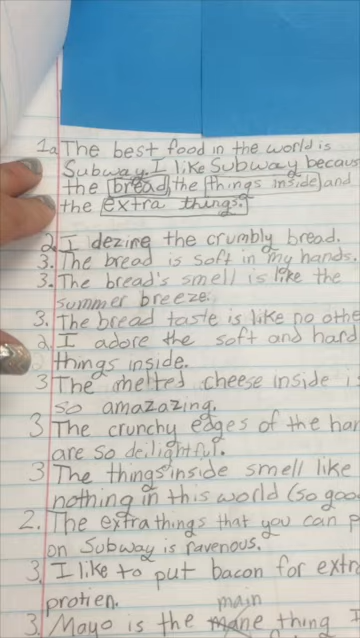 1a The best food in the world is
Subway. I like Subway becaus
the bread, the things inside and
the extra things.
2. I dezire the crumbly bread.
3. The bread is soft in my hands.
3. The bread's smell is like the
summer breeze.
3. The bread taste is like no othe
2. I adore the soft and hard
things inside.
3 The melted cheese inside i
so amazazing.
3 The crunchy edges of the ham
are so deilightful.
3 The things inside smell like
nothing in this world (so goo
2. The extra things that you can p
on Subway is ravenous.
3. I like to put bacon for extra
protien.
main
3. Mayo is the mane thing I